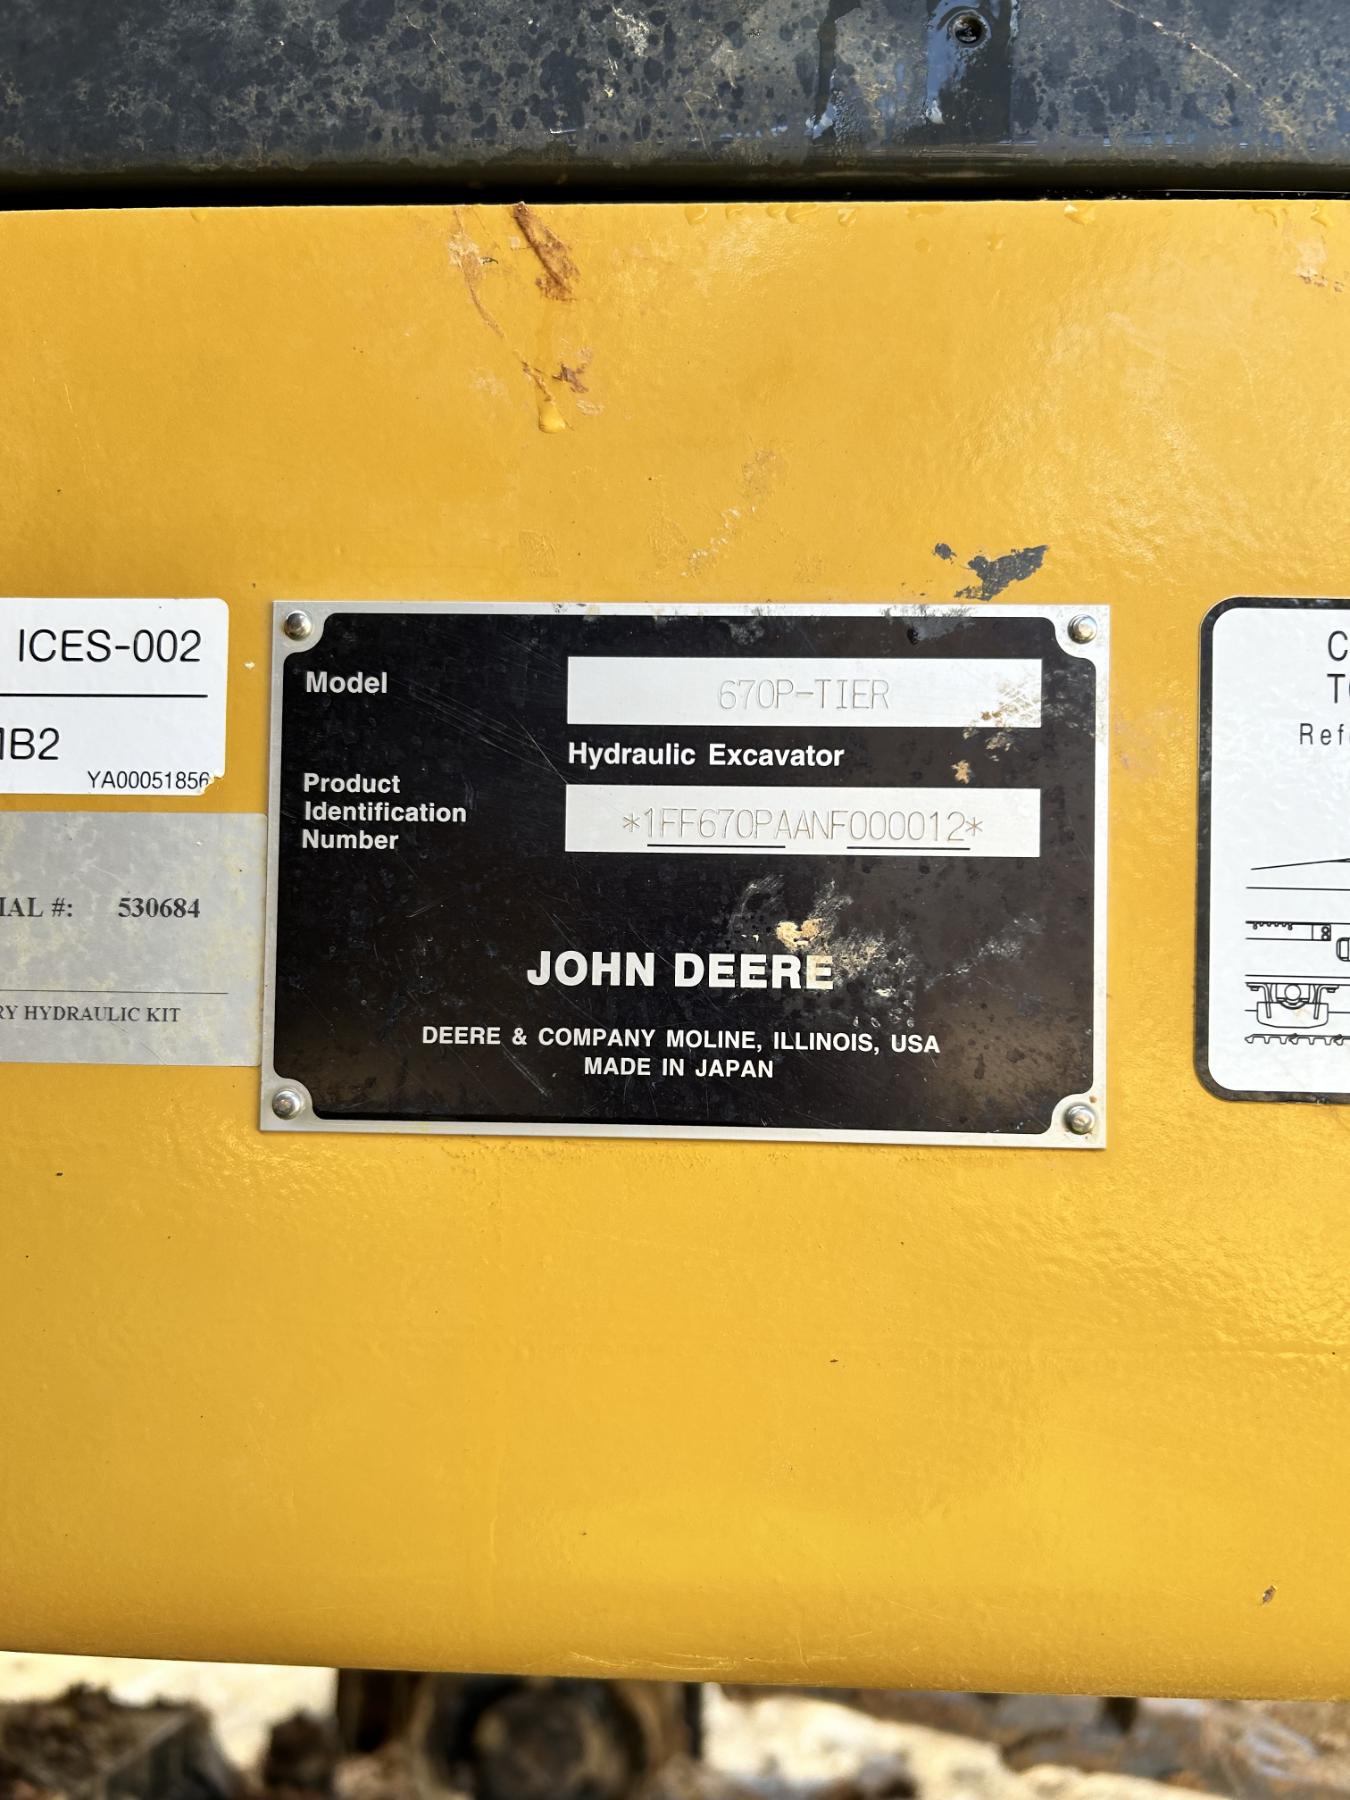 ICES-002
1B2
YA00051856
IAL #: 530684
RY HYDRAULIC KIT
Model
670P-TIER
Hydraulic Excavator
Product
Identification
Number
*1FF670PAANF000012*
JOHN DEERE
DEERE & COMPANY MOLINE, ILLINOIS, USA
MADE IN JAPAN
C
Refe